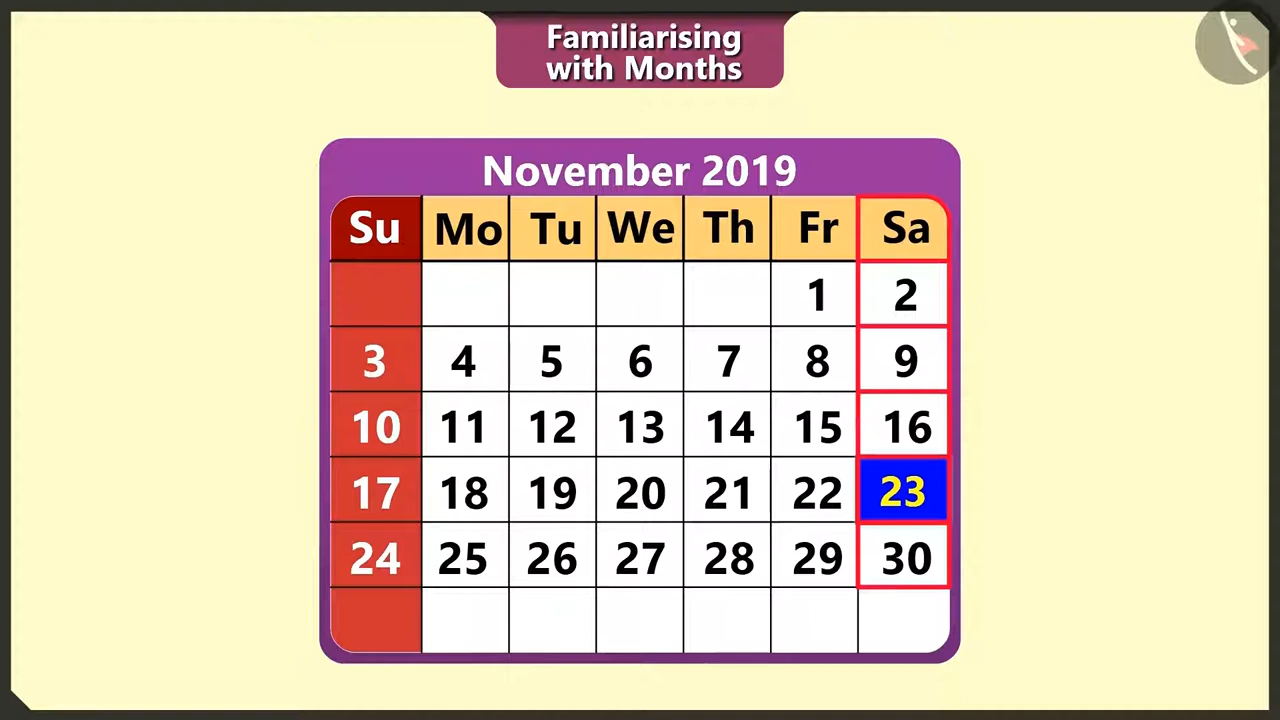 Familiarising
with Months
November 2019
Su Mo Tu We Th Fr Sa
1 2
3 4 5 6 7 8 9
10 11 12 13 14 15 16
17 18 19 20 21 22 23
24 25 26 27 28 29 30